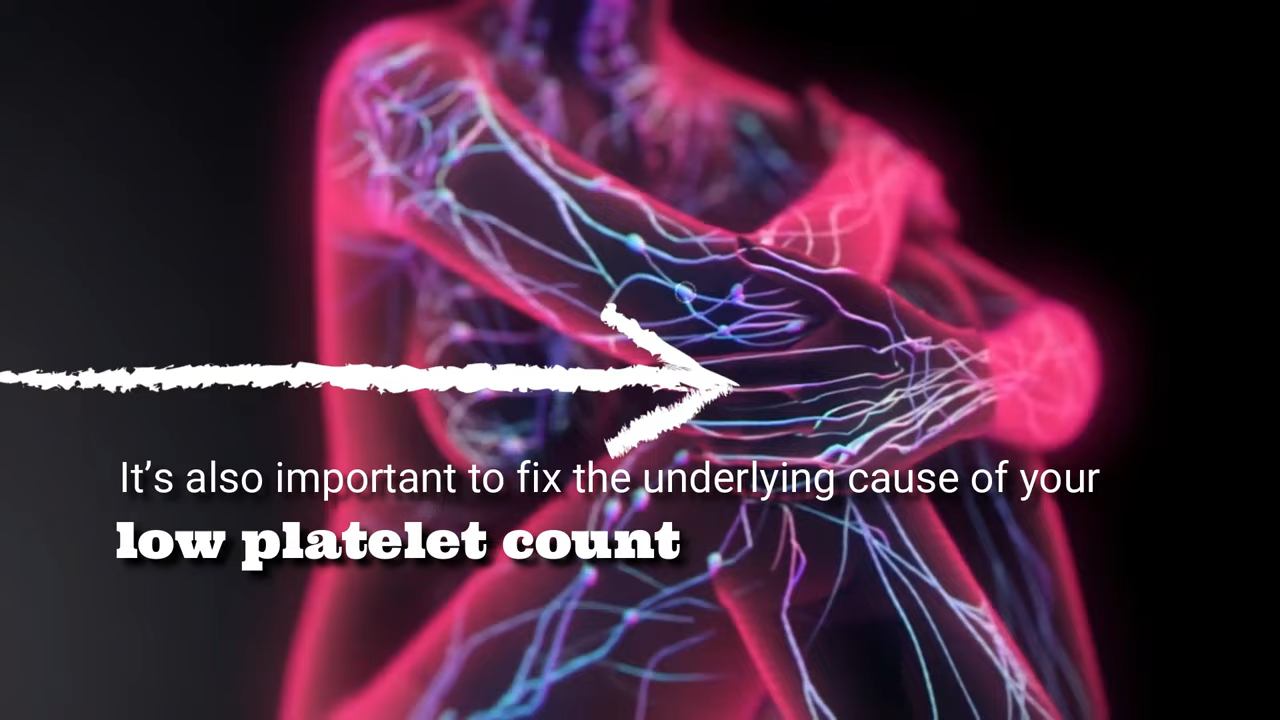 It’s also important to fix the underlying cause of your
low platelet count